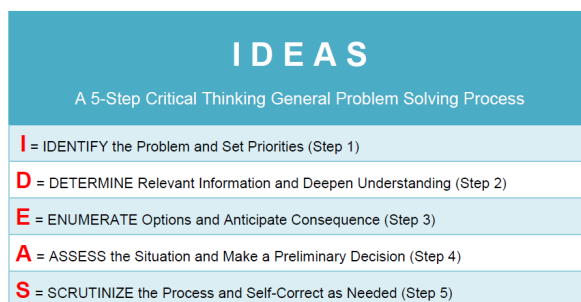 I D E A S
A 5-Step Critical Thinking General Problem Solving Process
I = IDENTIFY the Problem and Set Priorities (Step 1)
D = DETERMINE Relevant Information and Deepen Understanding (Step 2)
E = ENUMERATE Options and Anticipate Consequence (Step 3)
A = ASSESS the Situation and Make a Preliminary Decision (Step 4)
S = SCRUTINIZE the Process and Self-Correct as Needed (Step 5)